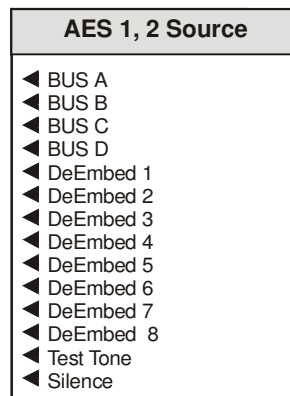 AES 1, 2 Source
◄ BUS A
◄ BUS B
◄ BUS C
◄ BUS D
◄ DeEmbed 1
◄ DeEmbed 2
◄ DeEmbed 3
◄ DeEmbed 4
◄ DeEmbed 5
◄ DeEmbed 6
◄ DeEmbed 7
◄ DeEmbed 8
◄ Test Tone
◄ Silence